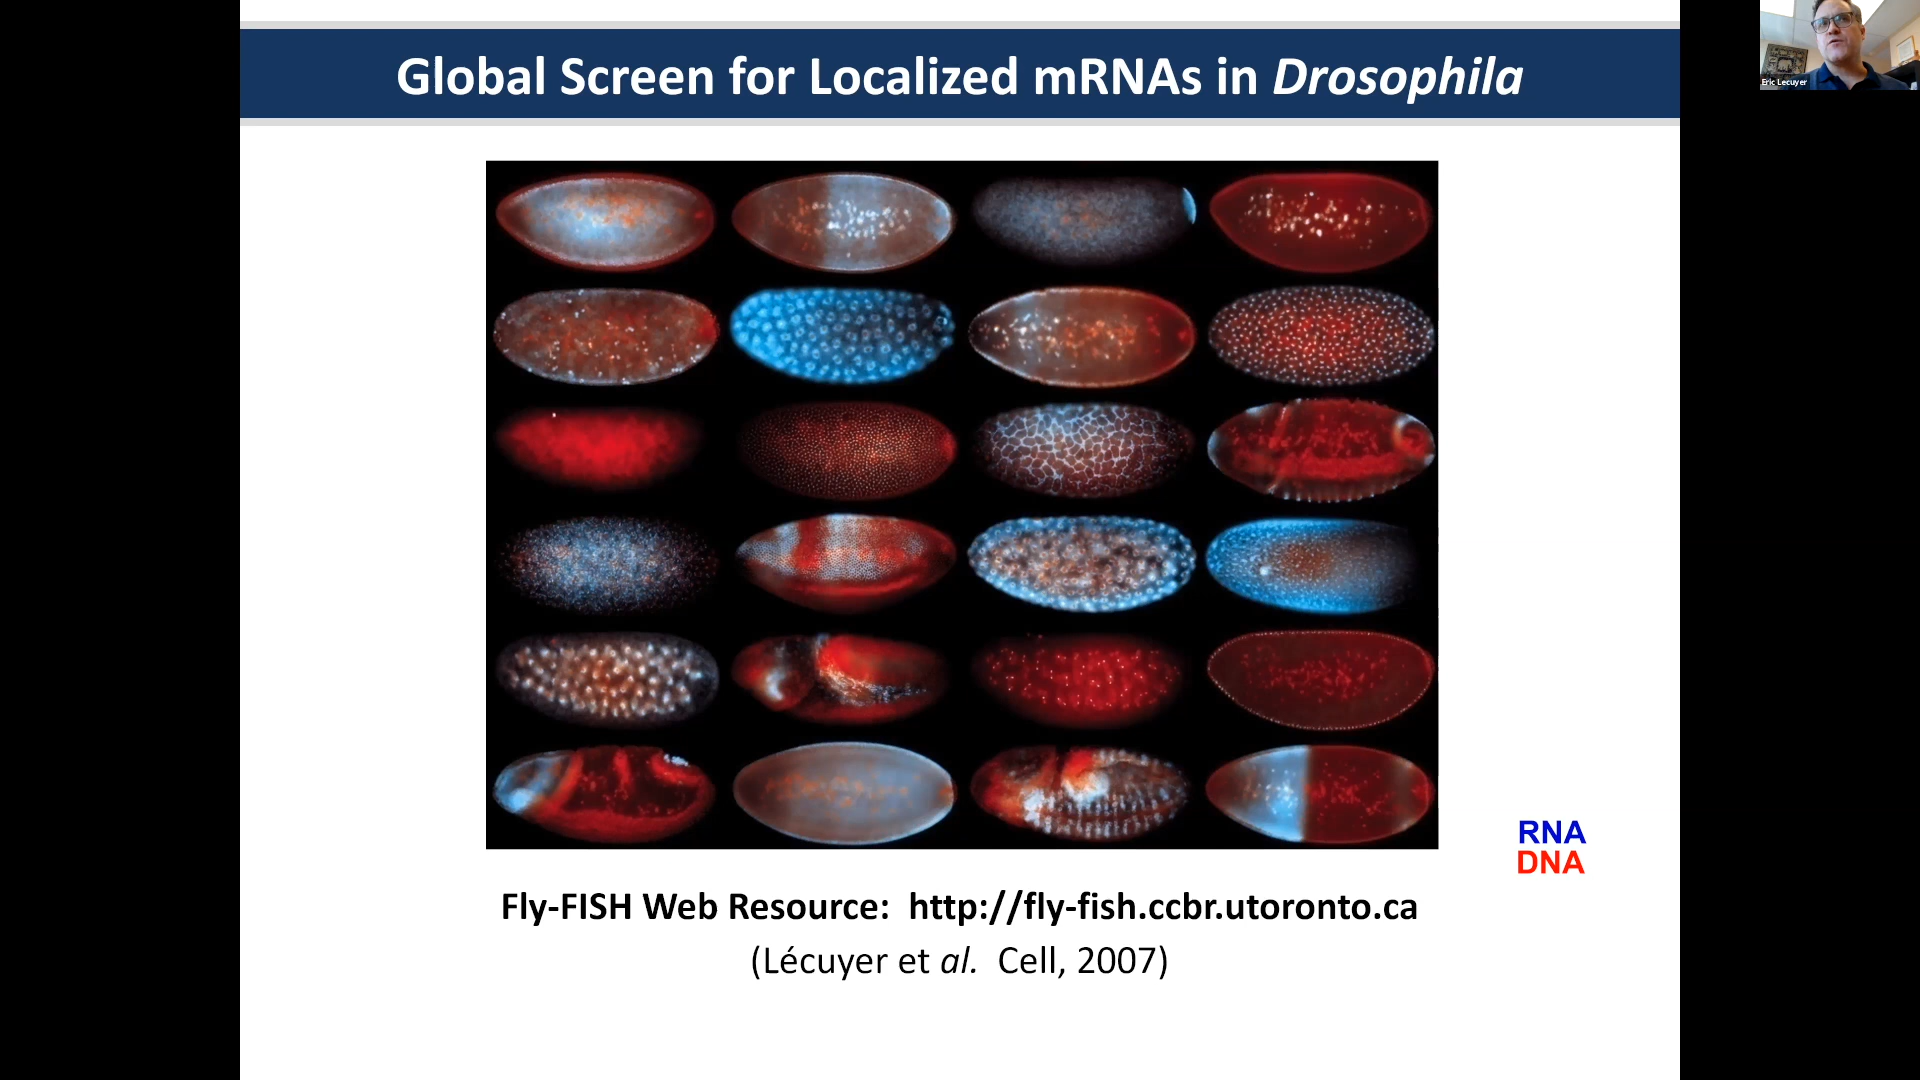 Global Screen for Localized mRNAs in Drosophila
Eric Lecuyer
RNA
DNA
Fly-FISH Web Resource: http://fly-fish.ccbr.utoronto.ca
(Lécuyer et al. Cell, 2007)